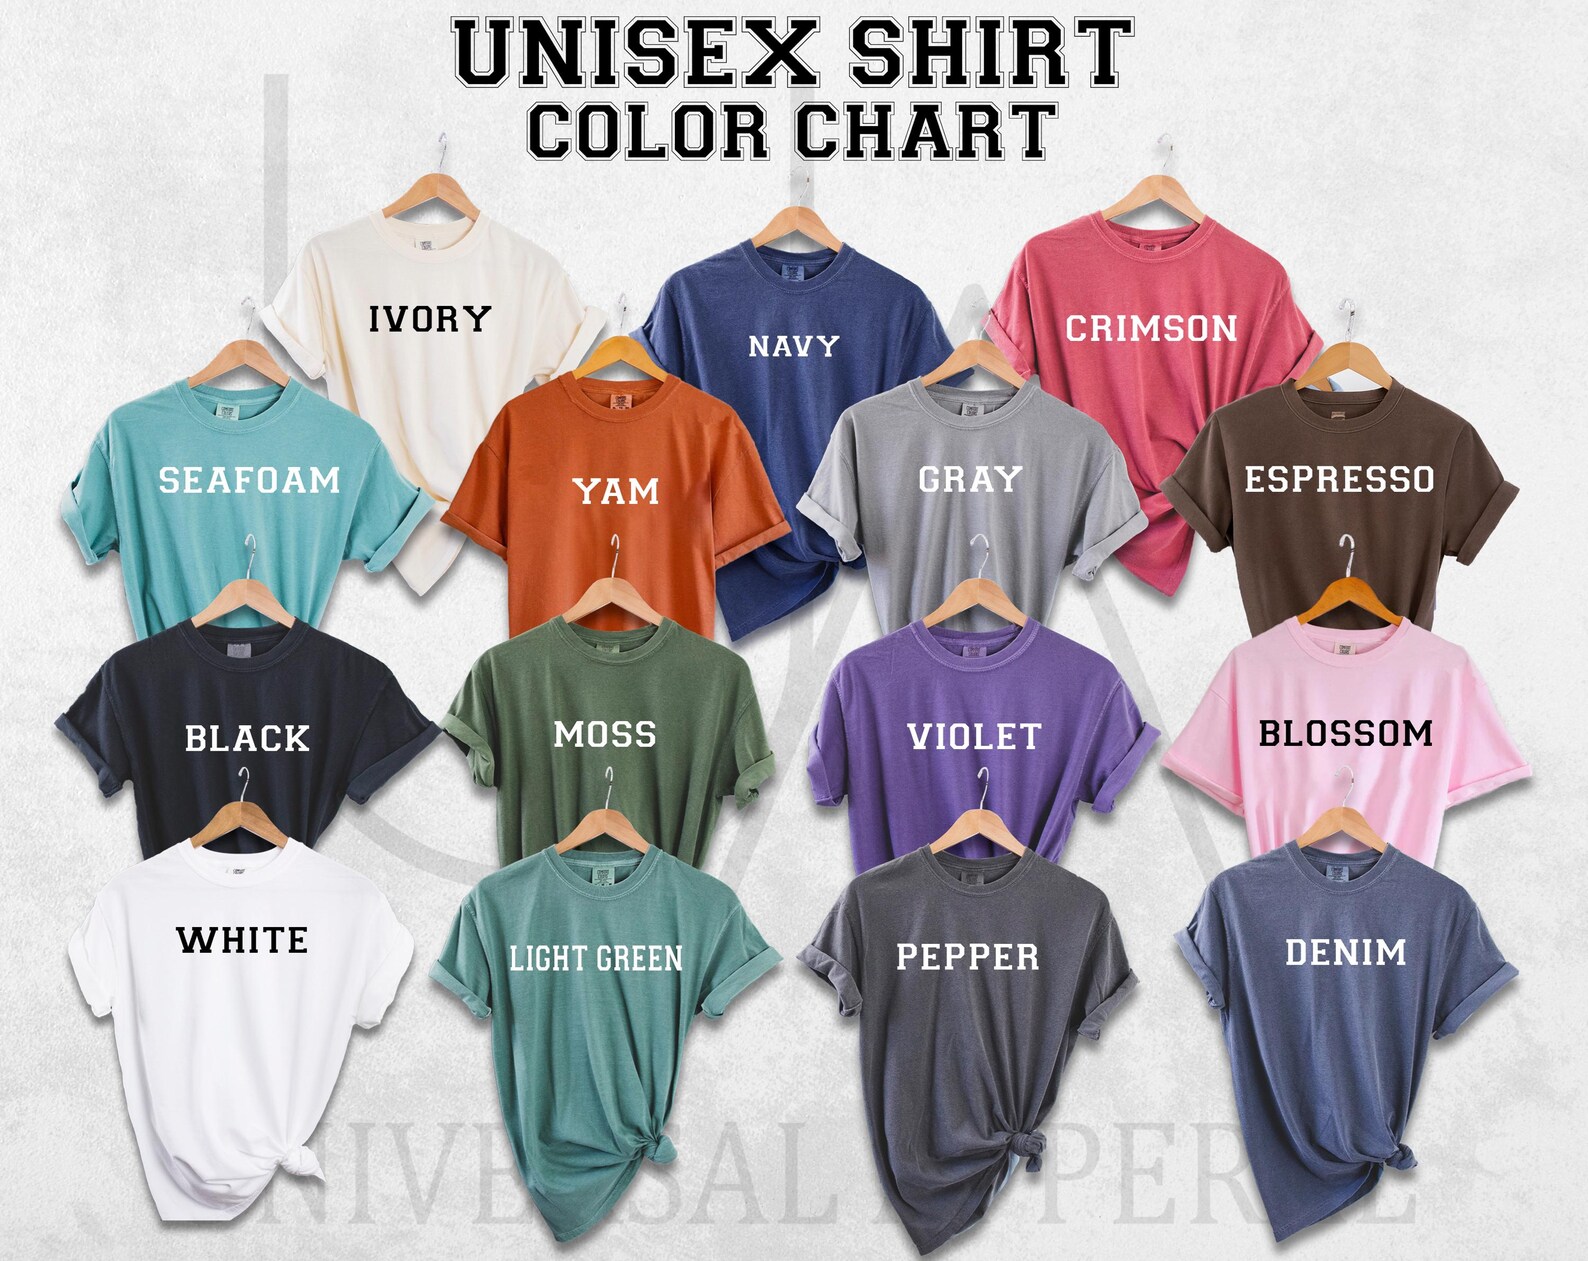 UNISEX SHIRT
COLOR CHART
IVORY
NAVY
CRIMSON
SEAFOAM
YAM
GRAY
ESPRESSO
BLACK
MOSS
VIOLET
BLOSSOM
WHITE
LIGHT GREEN
PEPPER
DENIM